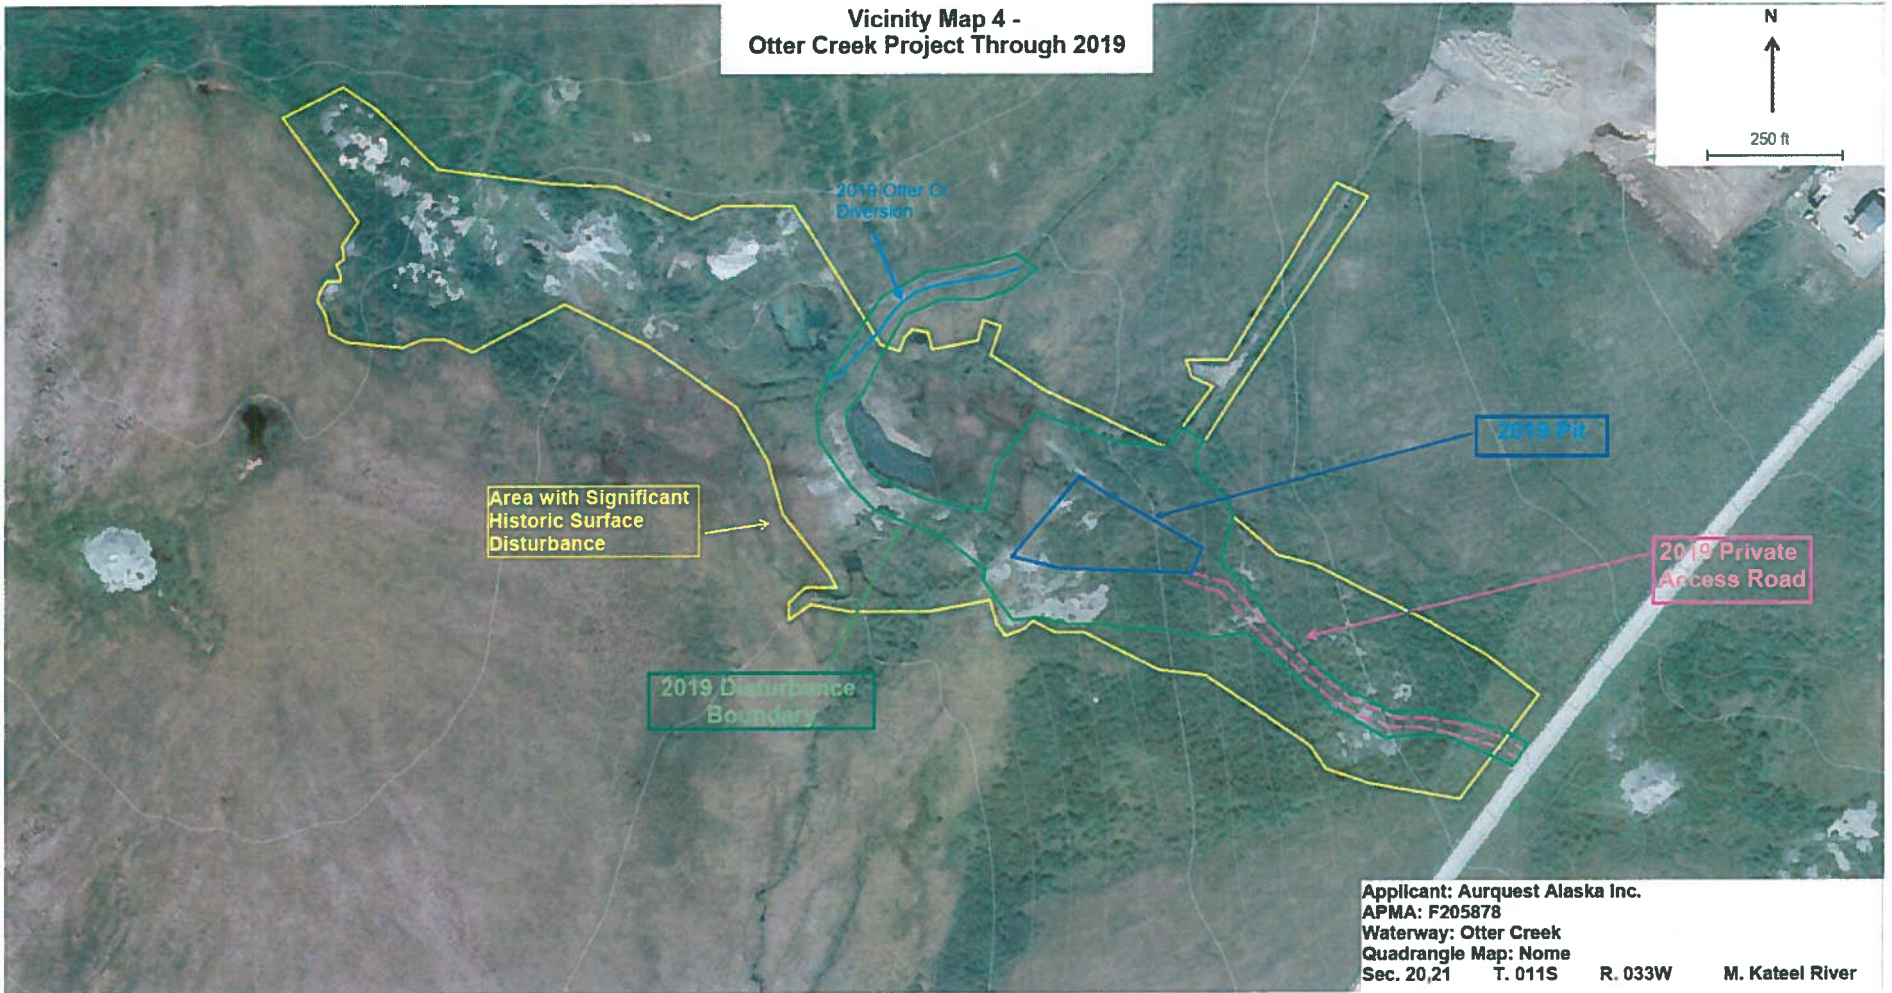 Vicinity Map 4 -
Otter Creek Project Through 2019
N
250 ft
2019 Otter Cr.
Diversion
2019 Pit
Area with Significant
Historic Surface
Disturbance
2019 Private
Access Road
2019 Disturbance
Boundary
Applicant: Aurquest Alaska Inc.
APMA: F205878
Waterway: Otter Creek
Quadrangle Map: Nome
Sec. 20,21 T. 011S R. 033W M. Kateel River